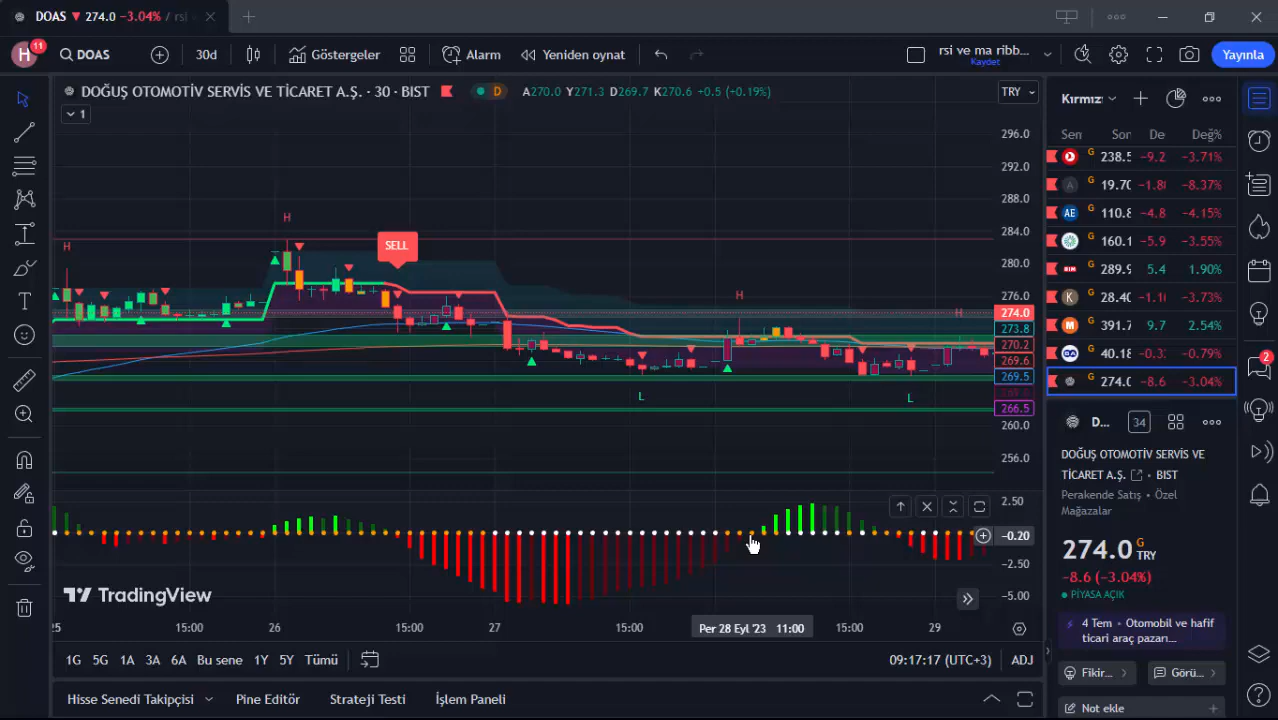 DOAS ▼ 274.0 −3.04% / rsi
H 11 DOAS 30d Göstergeler Alarm Yeniden oynat rsi ve ma ribb... Kaydet Yayınla
DOĞUŞ OTOMOTİV SERVİS VE TİCARET A.Ş. · 30 · BIST D A270.0 Y271.3 D269.7 K270.6 +0.5 (+0.19%) TRY
1
296.0
292.0
288.0
284.0
280.0
276.0
274.0
273.8
270.2
269.6
269.5
266.5
260.0
256.0
H
H
SELL
H
H
L
L
2.50
−0.20
−2.50
−5.00
TradingView
25 15:00 26 15:00 27 15:00 Per 28 Eyl '23 11:00 15:00 29
1G 5G 1A 3A 6A Bu sene 1Y 5Y Tümü 09:17:17 (UTC+3) ADJ
Hisse Senedi Takipçisi Pine Editör Strateji Testi İşlem Paneli
Kırmız
Sen Son De Değ%
G 238.5 −9.2 −3.71%
A G 19.70 −1.80 −8.37%
AE G 110.8 −4.8 −4.15%
G 160.1 −5.9 −3.55%
BIM G 289.9 5.4 1.90%
K G 28.40 −1.10 −3.73%
G 391.7 9.7 2.54%
G 40.18 −0.3 −0.79%
G 274.0 −8.6 −3.04%
D... 34
DOĞUŞ OTOMOTİV SERVİS VE
TİCARET A.Ş. · BIST
Perakende Satış · Özel
Mağazalar
274.0 G TRY
−8.6 (−3.04%)
PİYASA AÇIK
4 Tem · Otomobil ve hafif
ticari araç pazarı...
Fikir... Görü...
Not ekle
2